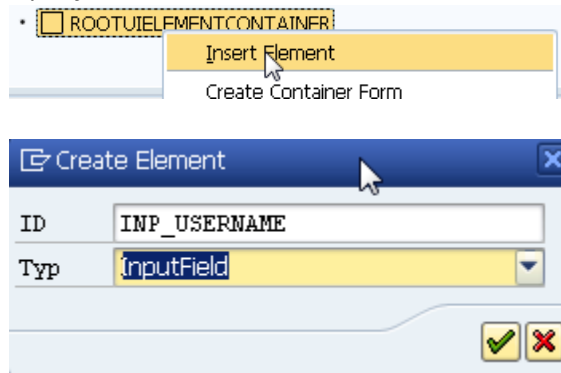 ROOTUIELEMENTCONTAINER
Insert Element
Create Container Form
Create Element
ID INP_USERNAME
Typ InputField